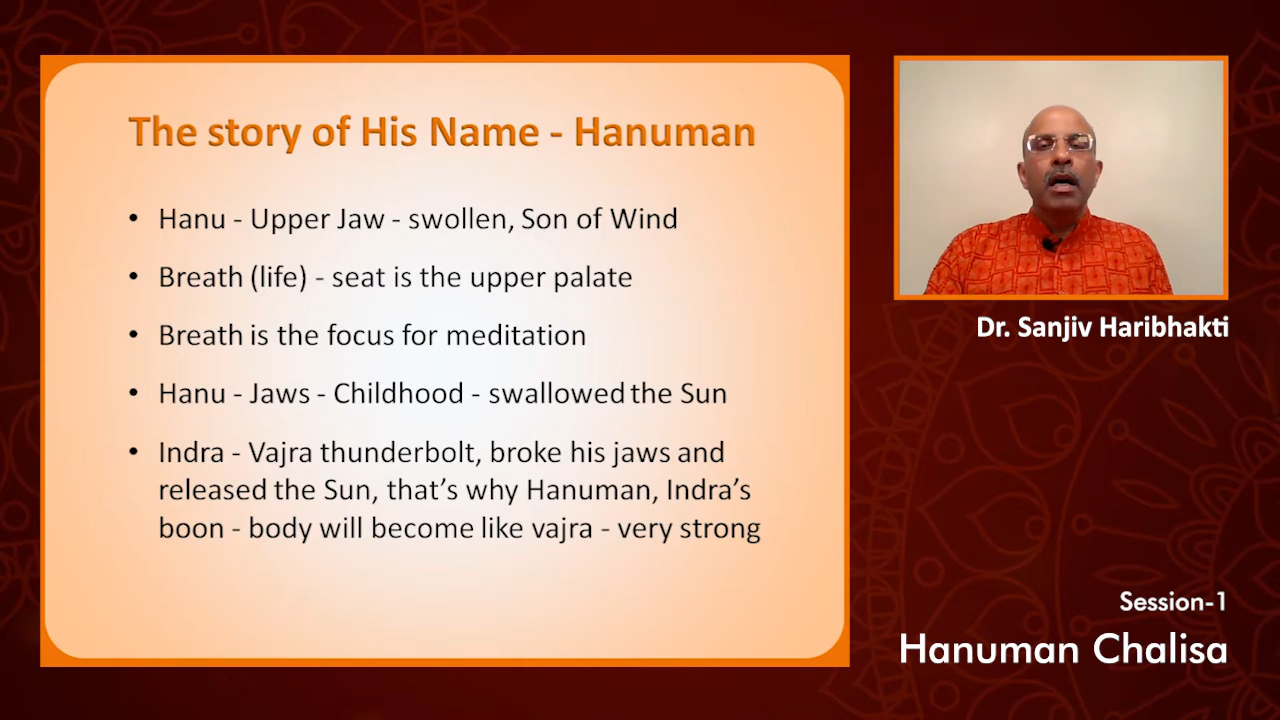 The story of His Name - Hanuman
• Hanu - Upper Jaw - swollen, Son of Wind
• Breath (life) - seat is the upper palate
• Breath is the focus for meditation
• Hanu - Jaws - Childhood - swallowed the Sun
• Indra - Vajra thunderbolt, broke his jaws and
released the Sun, that’s why Hanuman, Indra’s
boon - body will become like vajra - very strong
Dr. Sanjiv Haribhakti
Session-1
Hanuman Chalisa